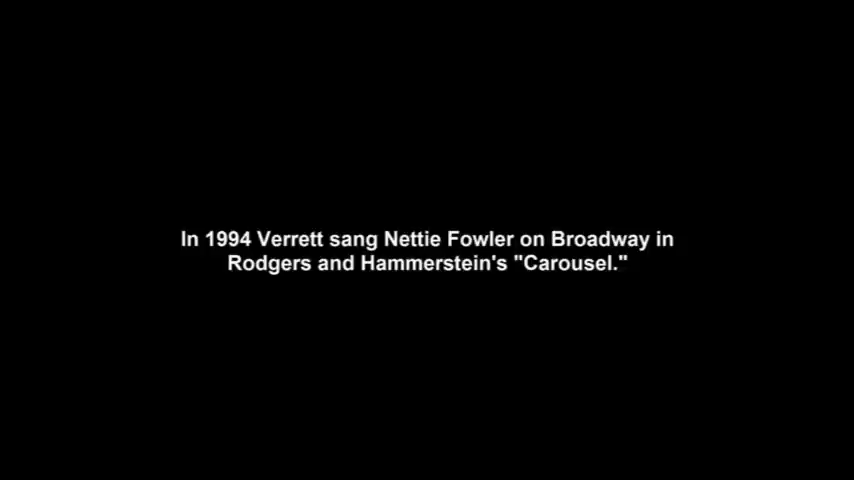 In 1994 Verrett sang Nettie Fowler on Broadway in
Rodgers and Hammerstein's "Carousel."